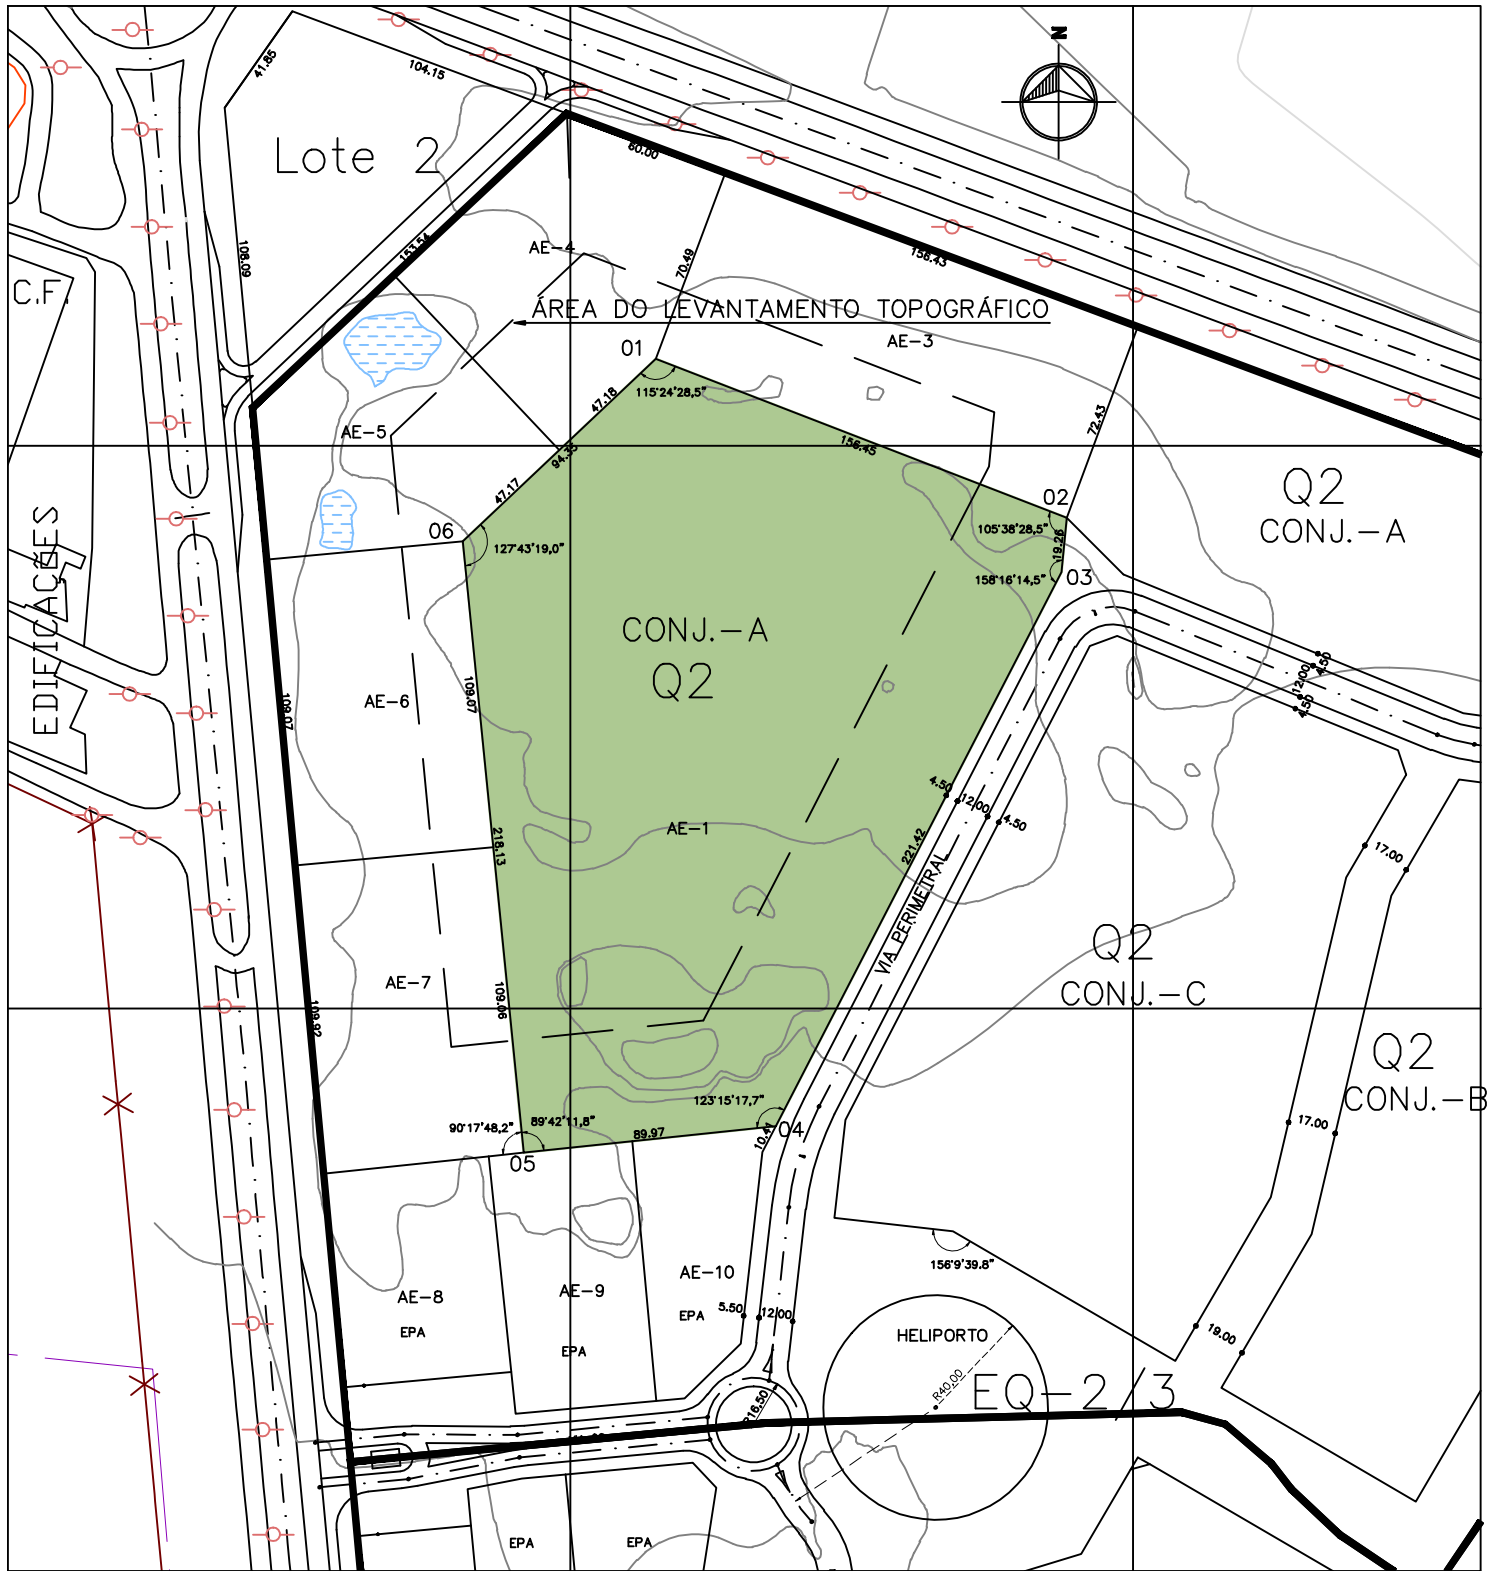 N
41.85
104.15
Lote 2
60.00
153.54
AE-4
108.09
70.49
156.43
C.F.
ÁREA DO LEVANTAMENTO TOPOGRÁFICO
01
AE-3
115°24'28,5"
47.18
72.43
AE-5
156.45
94.35
47.17
Q2
CONJ.-A
02
06
105°38'28,5"
127°43'19,0"
19.26
158°16'14,5"
03
EDIFICAÇÕES
CONJ.-A
Q2
4.50
12.00
4.50
109.07
AE-6
109.07
4.50
12.00
4.50
AE-1
218.13
221.42
VIA PERIMETRAL
17.00
Q2
CONJ.-C
AE-7
109.06
109.92
Q2
CONJ.-B
123°15'17,7"
90°17'48,2"
89°42'11,8"
89.97
10.41
04
05
17.00
156°9'39.8"
AE-8
AE-9
AE-10
EPA
EPA
EPA
5.50
12.00
HELIPORTO
19.00
R40,00
EQ-2/3
R16.50
EPA
EPA